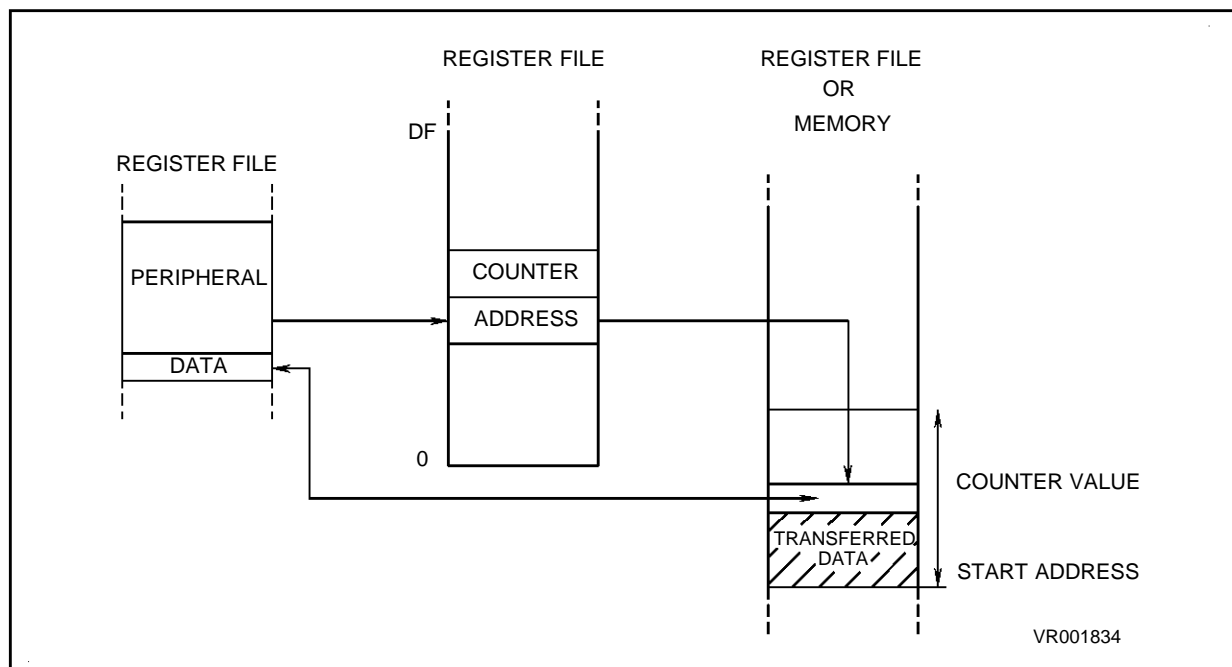 REGISTER FILE
REGISTER FILE
OR
MEMORY
DF
REGISTER FILE
COUNTER
PERIPHERAL
ADDRESS
DATA
0
COUNTER VALUE
TRANSFERRED
DATA
START ADDRESS
VR001834